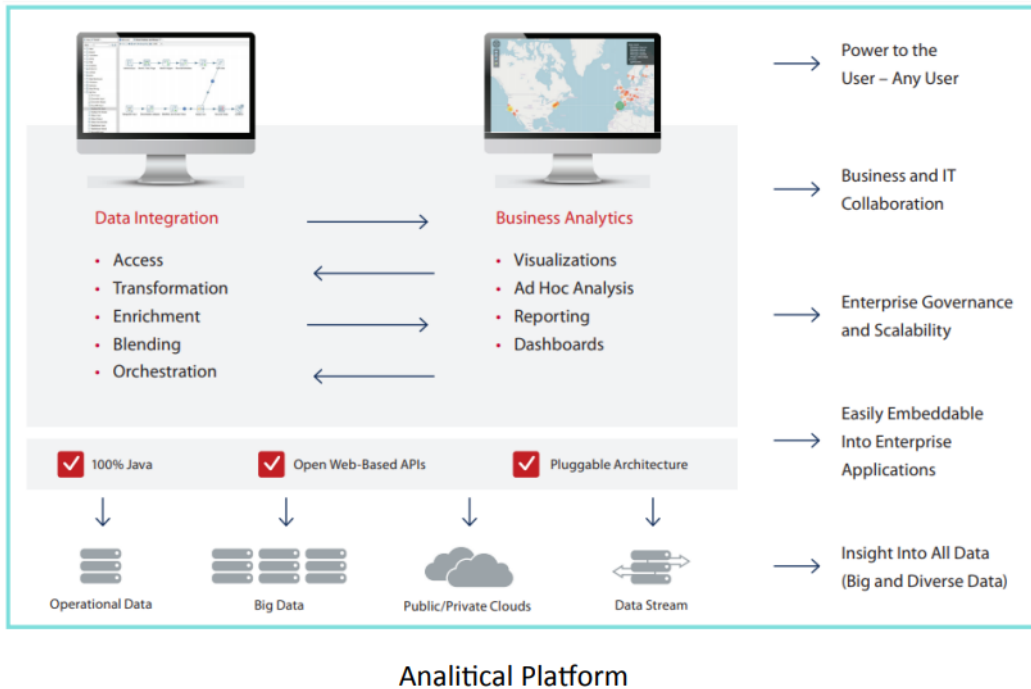 Power to the
User – Any User
Business and IT
Collaboration
Enterprise Governance
and Scalability
Easily Embeddable
Into Enterprise
Applications
Insight Into All Data
(Big and Diverse Data)
Data Integration
• Access
• Transformation
• Enrichment
• Blending
• Orchestration
Business Analytics
• Visualizations
• Ad Hoc Analysis
• Reporting
• Dashboards
100% Java
Open Web-Based APIs
Pluggable Architecture
Operational Data
Big Data
Public/Private Clouds
Data Stream
Analitical Platform